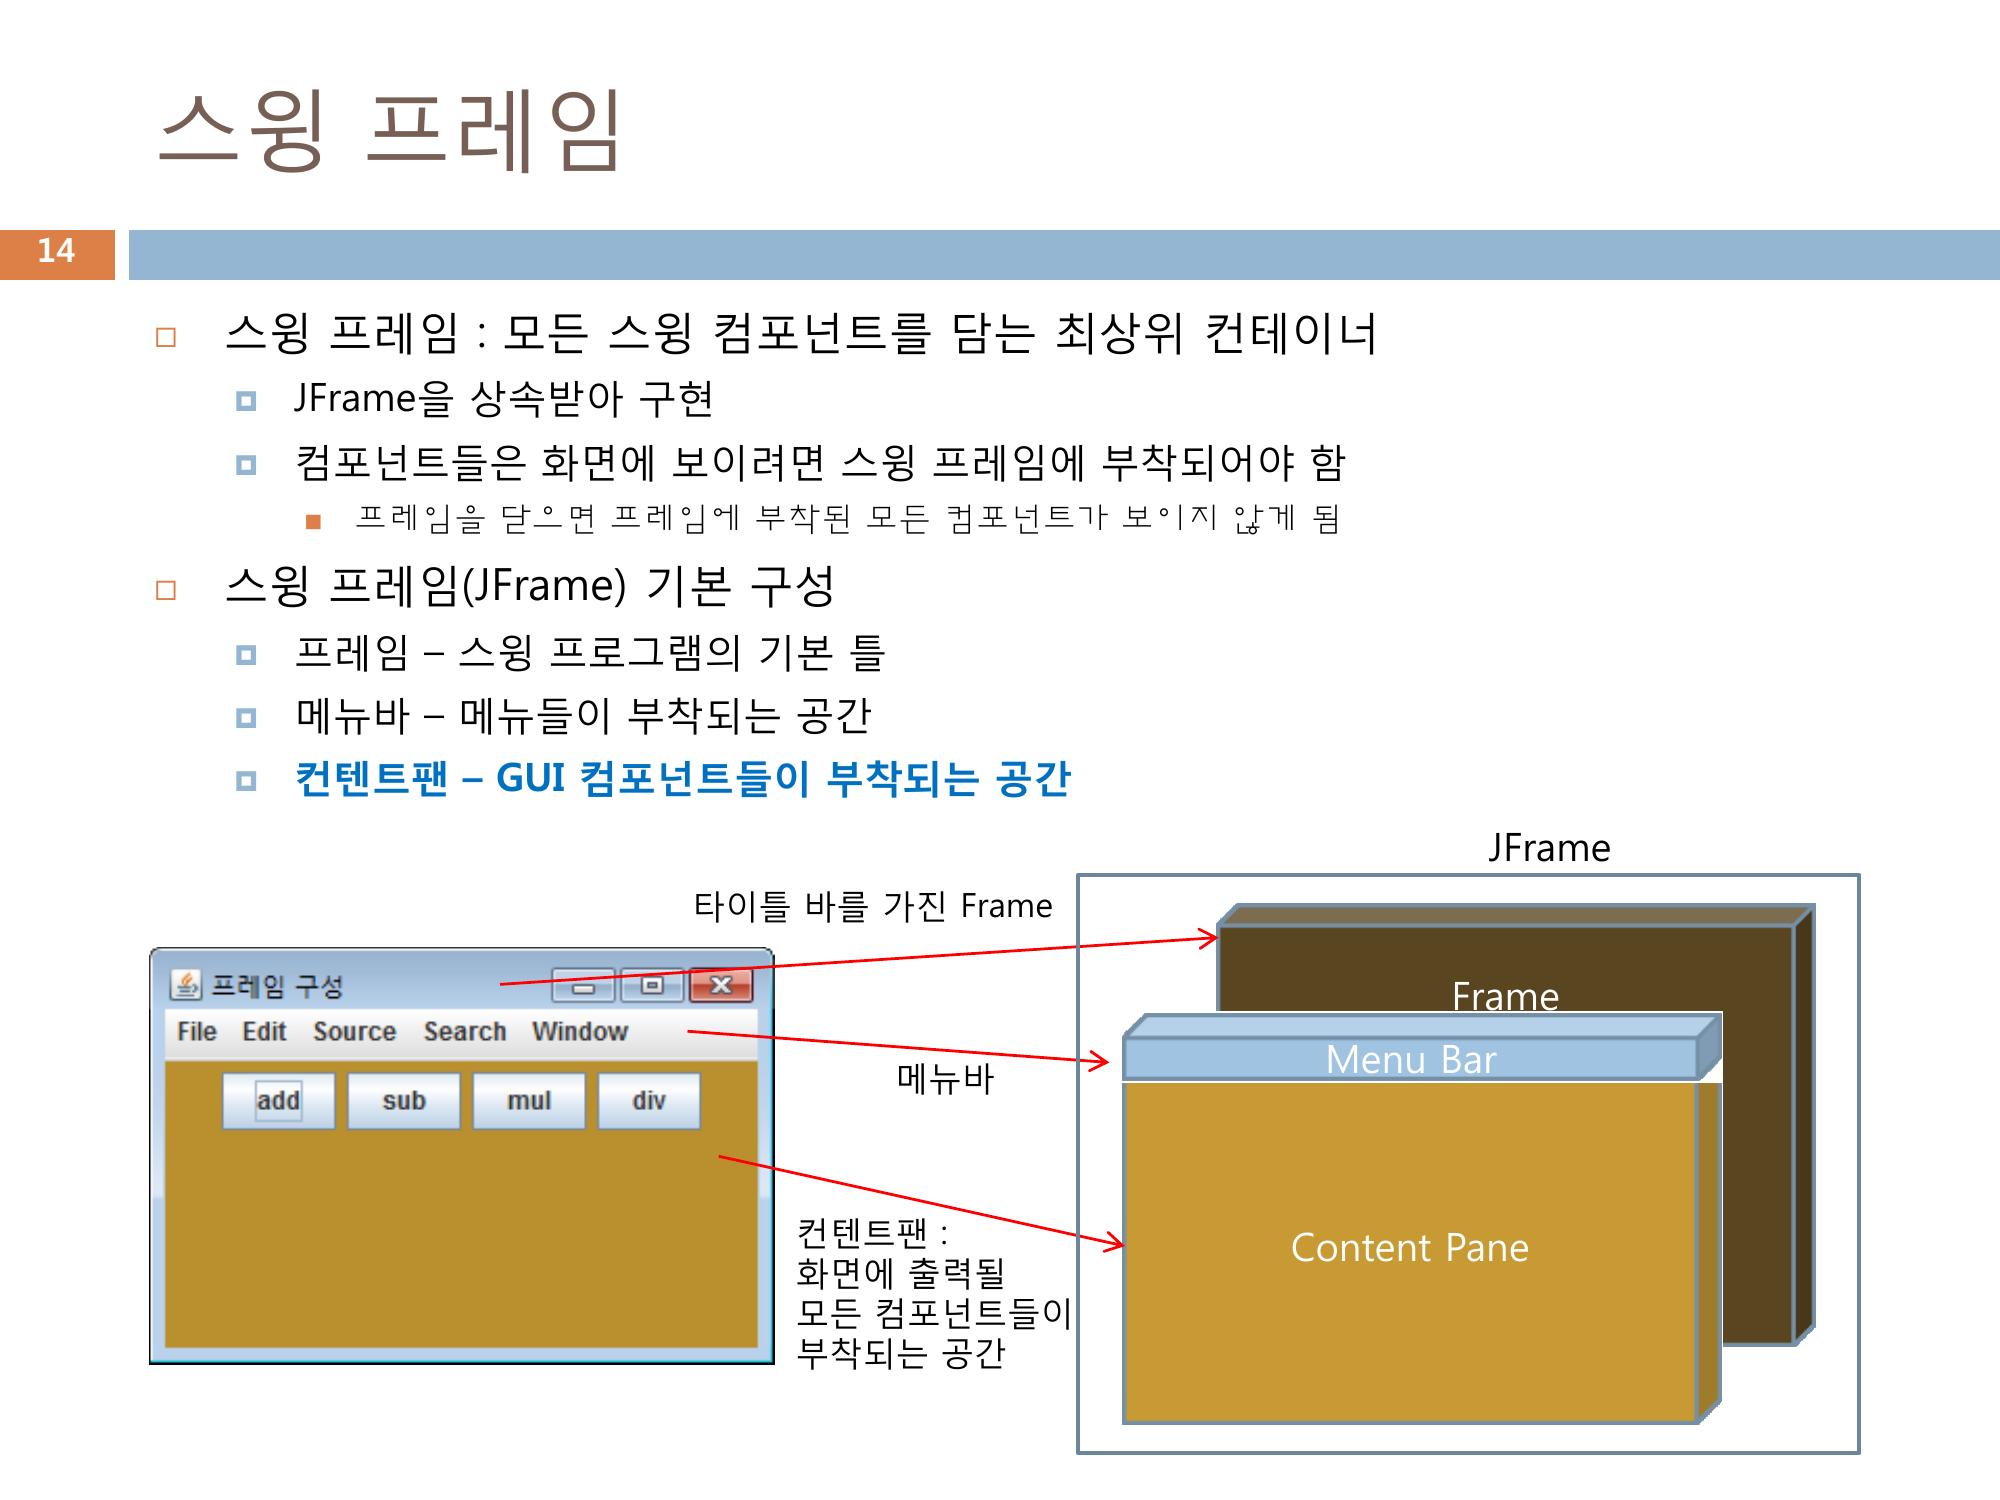 스윙 프레임
14
스윙 프레임 : 모든 스윙 컴포넌트를 담는 최상위 컨테이너
JFrame을 상속받아 구현
컴포넌트들은 화면에 보이려면 스윙 프레임에 부착되어야 함
프레임을 닫으면 프레임에 부착된 모든 컴포넌트가 보이지 않게 됨
스윙 프레임(JFrame) 기본 구성
프레임 – 스윙 프로그램의 기본 틀
메뉴바 – 메뉴들이 부착되는 공간
컨텐트팬 – GUI 컴포넌트들이 부착되는 공간
JFrame
타이틀 바를 가진 Frame
프레임 구성
File Edit Source Search Window
add sub mul div
메뉴바
컨텐트팬 :
화면에 출력될
모든 컴포넌트들이
부착되는 공간
Frame
Menu Bar
Content Pane